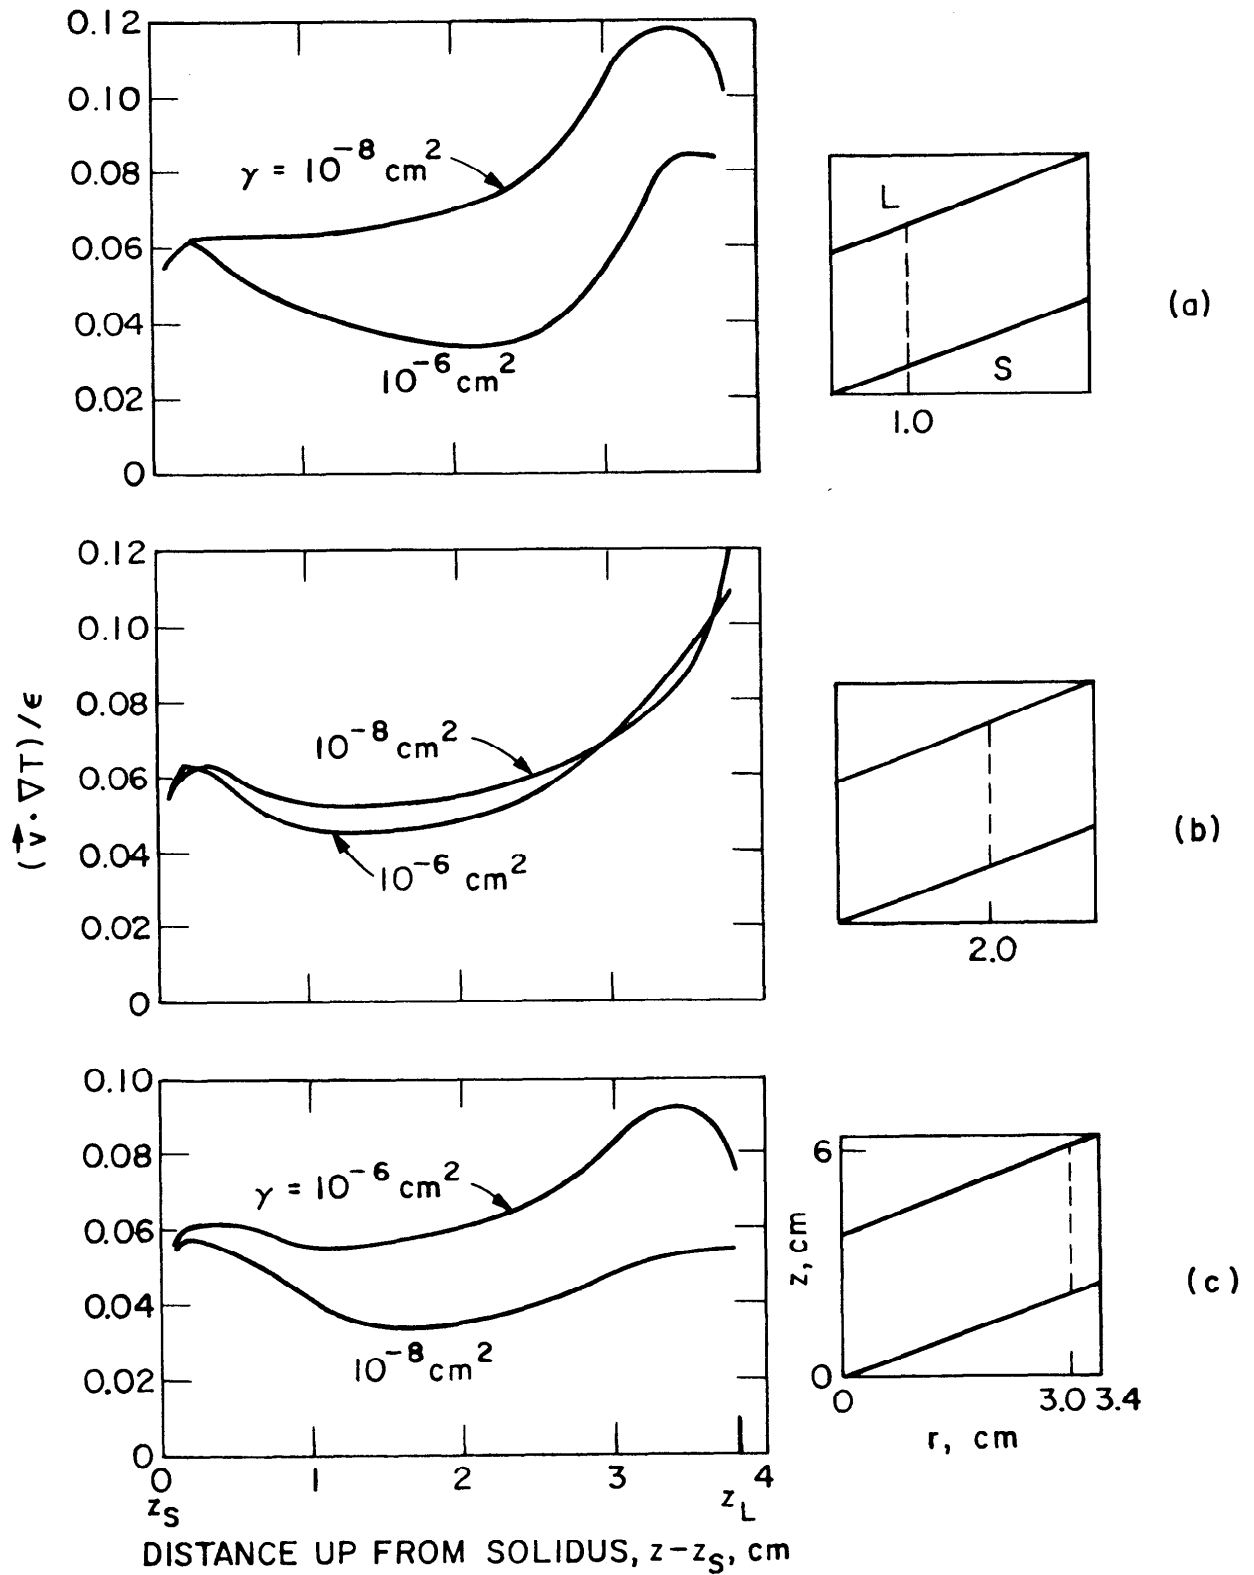 0.12
0.10
0.08
0.06
0.04
0.02
0
γ = 10⁻⁸ cm²
10⁻⁶ cm²
L
S
1.0
(a)
0.12
0.10
0.08
0.06
0.04
0.02
0
(v⃗ · ∇T)/ϵ
10⁻⁸ cm²
10⁻⁶ cm²
2.0
(b)
0.10
0.08
0.06
0.04
0.02
0
γ = 10⁻⁶ cm²
10⁻⁸ cm²
0 1 2 3 4
z_S z_L
DISTANCE UP FROM SOLIDUS, z-z_S, cm
6
0
z, cm
0 3.0 3.4
r, cm
(c)